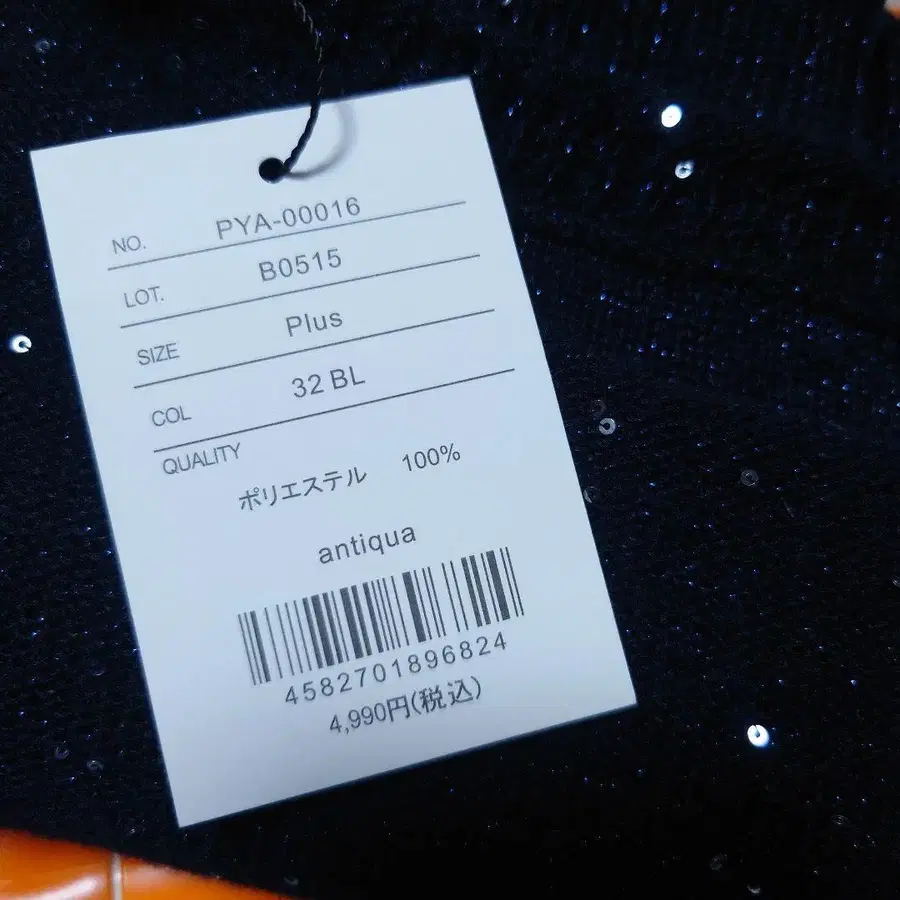 NO. PYA-00016
LOT. B0515
SIZE Plus
COL 32 BL
QUALITY
ポリエステル 100%
antiqua
4582701896824
4,990円(税込)